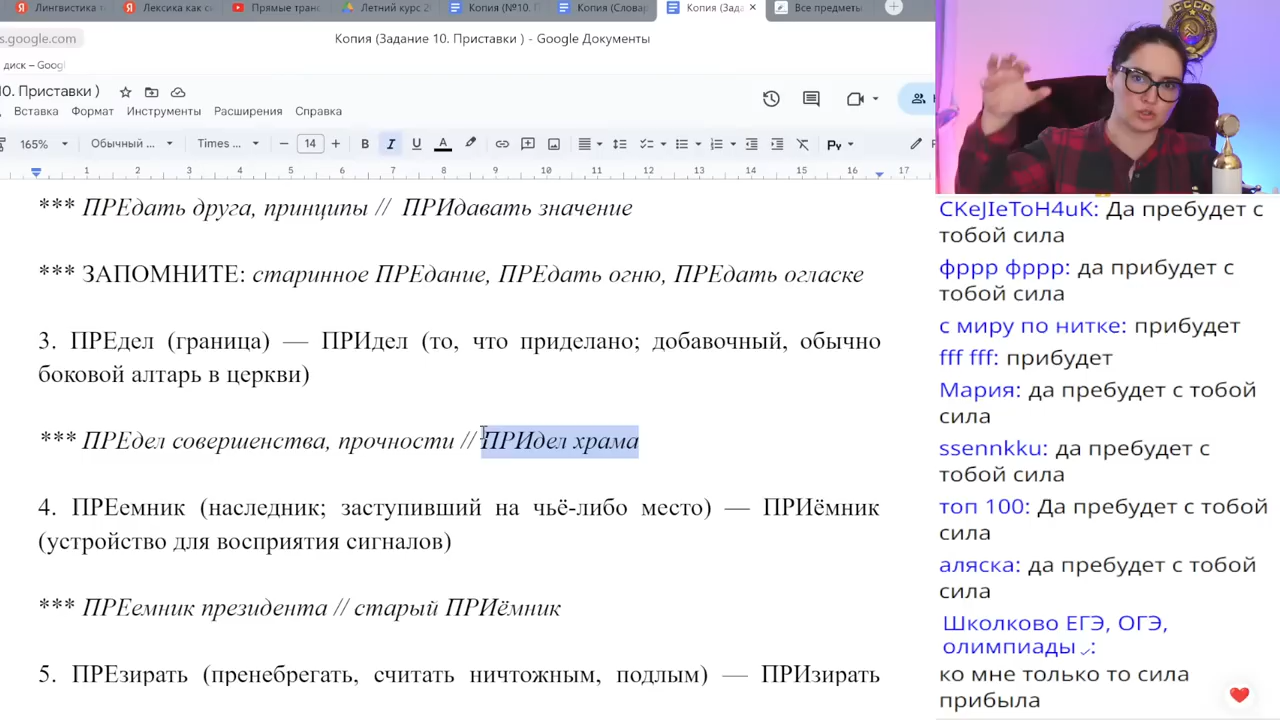 Лингвистика т
Лексика как с
Прямые транс
Летний курс 2
Копия (№10. П
Копия (Словар
Копия (Зада
Все предметы
s.google.com
Копия (Задание 10. Приставки ) - Google Документы
диск – Googl
0. Приставки )
Вставка Формат Инструменты Расширения Справка
165% Обычный ... Times ... 14 B I U A
1 2 3 4 5 6 7 8 9 10 11 12 13 14 15 16 17
*** ПРЕдать друга, принципы // ПРИдавать значение
*** ЗАПОМНИТЕ: старинное ПРЕдание, ПРЕдать огню, ПРЕдать огласке
3. ПРЕдел (граница) — ПРИдел (то, что приделано; добавочный, обычно
боковой алтарь в церкви)
*** ПРЕдел совершенства, прочности // ПРИдел храма
4. ПРЕемник (наследник; заступивший на чьё-либо место) — ПРИёмник
(устройство для восприятия сигналов)
*** ПРЕемник президента // старый ПРИёмник
5. ПРЕзирать (пренебрегать, считать ничтожным, подлым) — ПРИзирать
CKeJIeToH4uK: Да пребудет с
тобой сила
фррр фррр: да прибудет с
тобой сила
с миру по нитке: прибудет
fff fff: прибудет
Мария: да пребудет с тобой
сила
ssennkku: да пребудет с
тобой сила
топ 100: Да пребудет с тобой
сила
аляска: да пребудет с тобой
сила
Школково ЕГЭ, ОГЭ,
олимпиады :
ко мне только то сила
прибыла